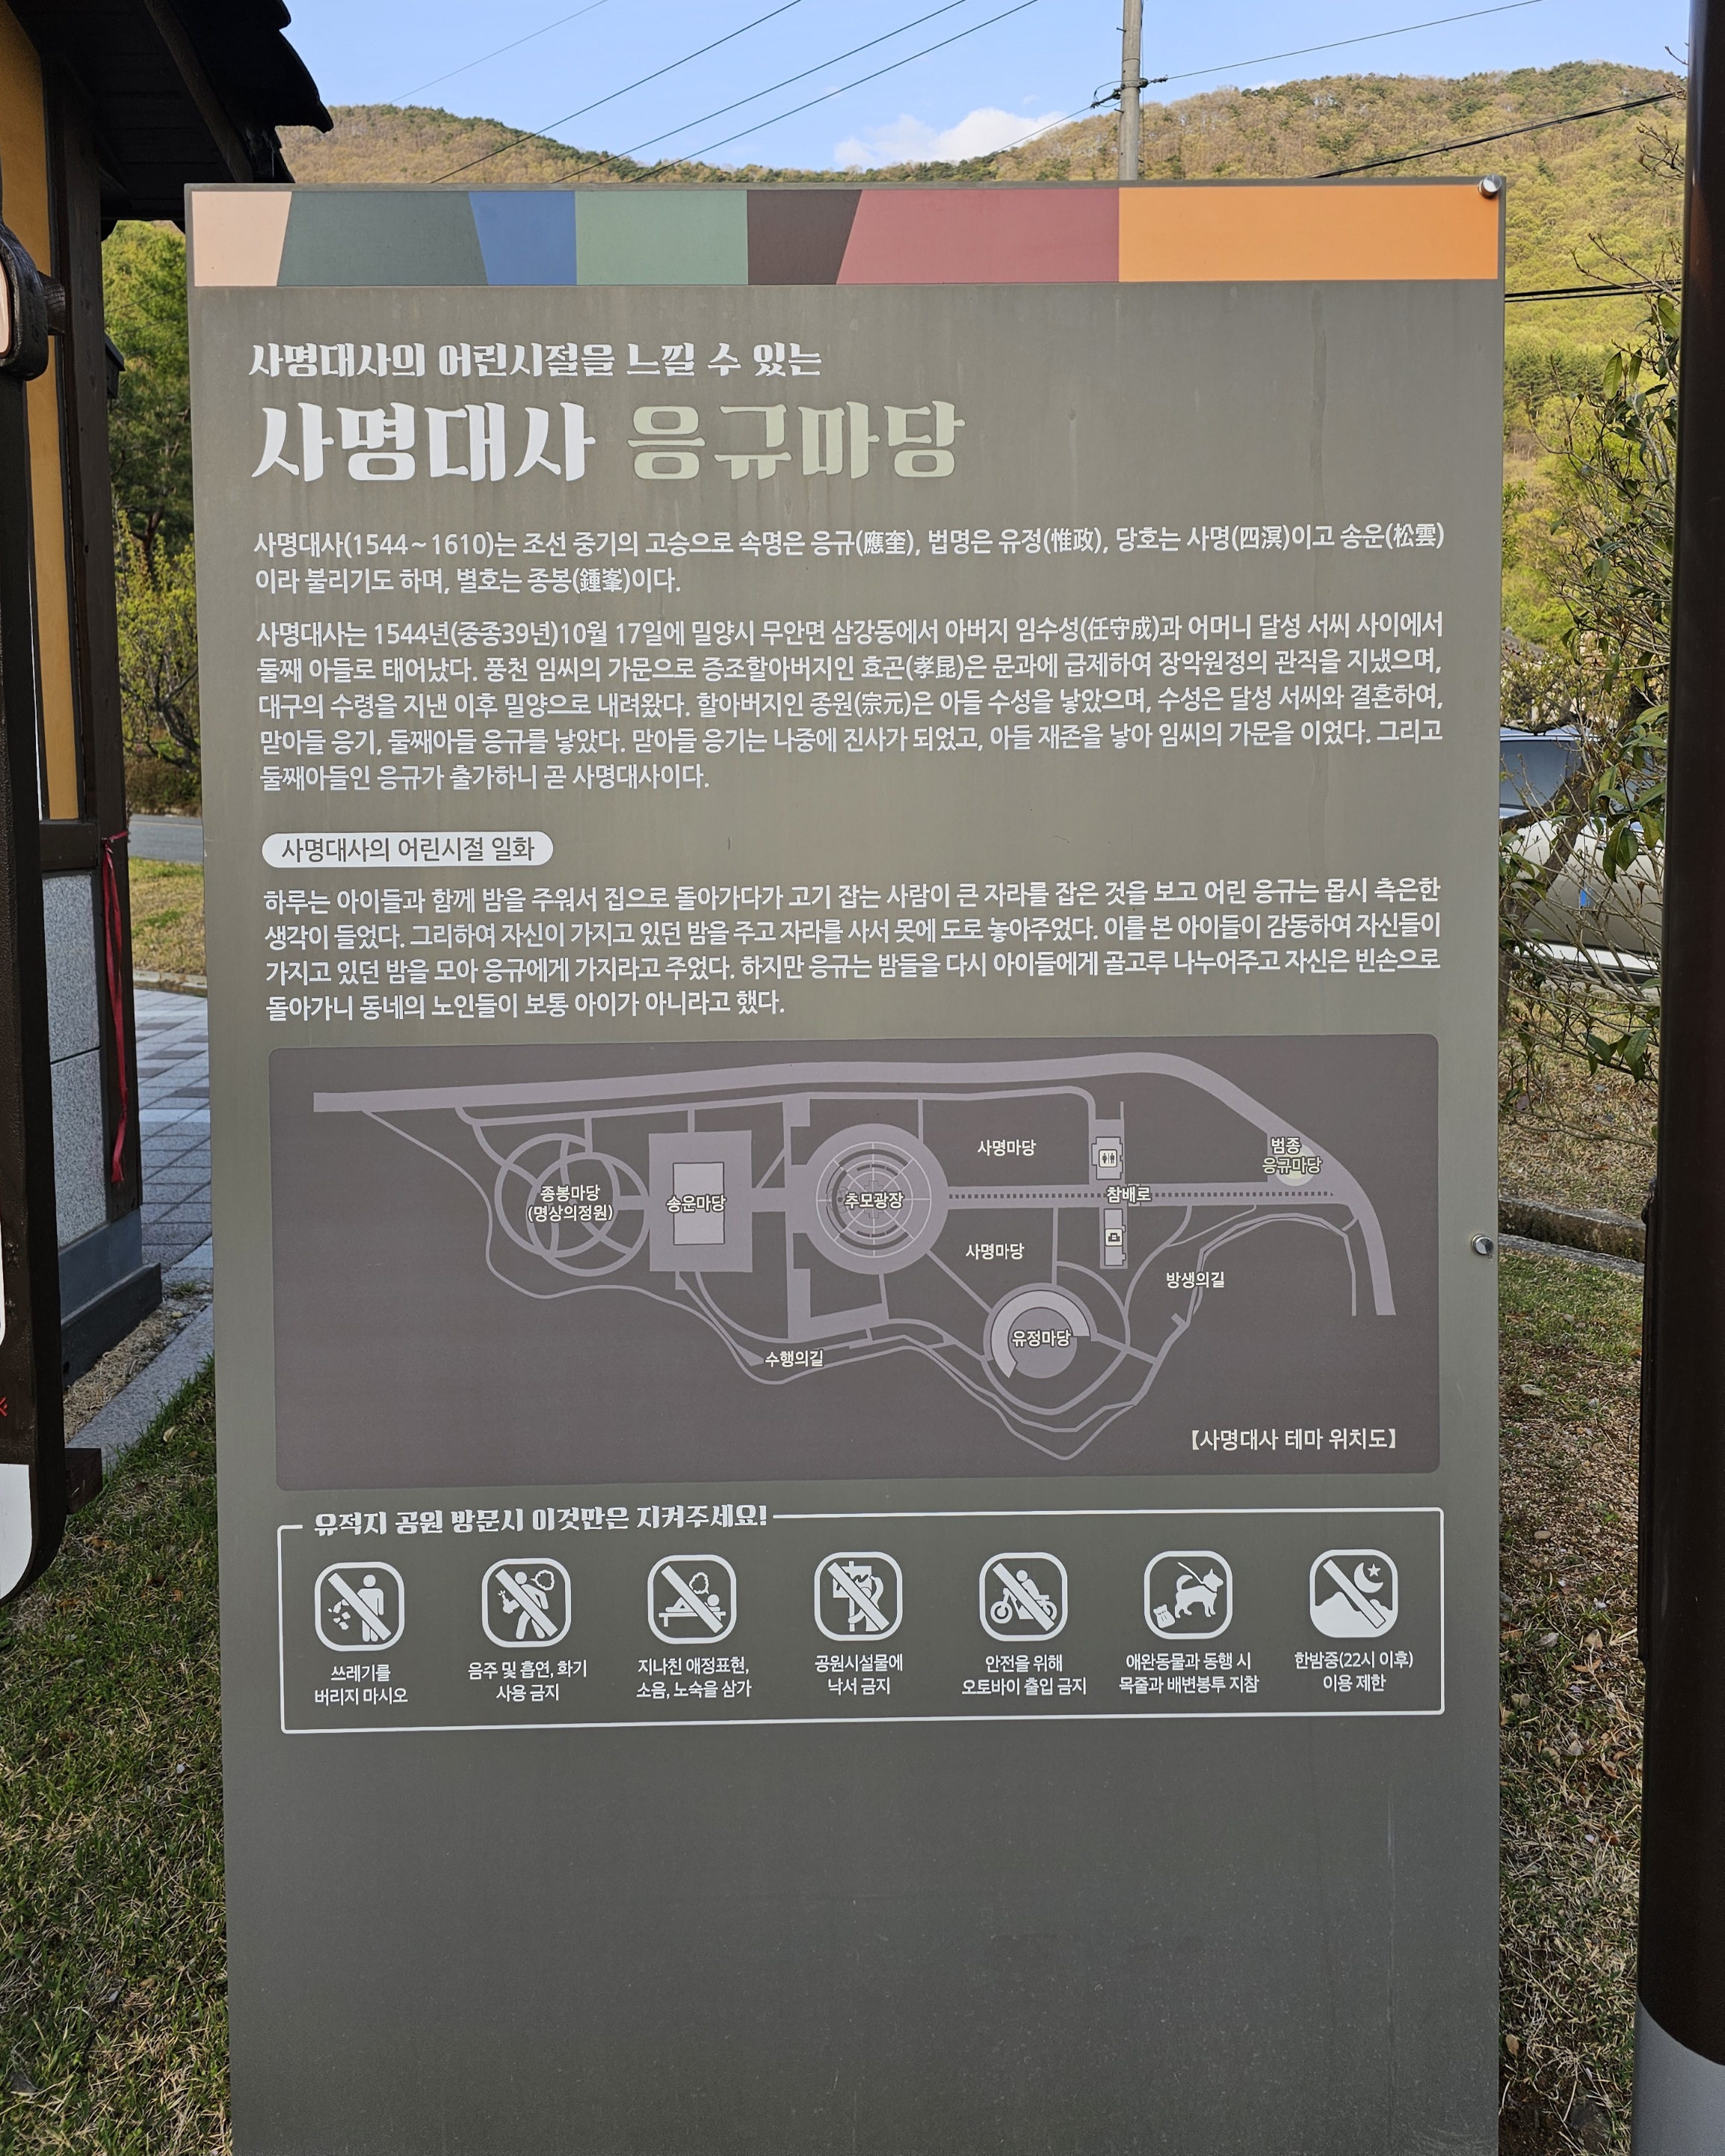 사명대사의 어린시절을 느낄 수 있는
사명대사 응규마당
사명대사(1544~1610)는 조선 중기의 고승으로 속명은 응규(應奎), 법명은 유정(惟政), 당호는 사명(四溟)이고 송운(松雲)
이라 불리기도 하며, 별호는 종봉(鍾峯)이다.
사명대사는 1544년(중종39년)10월 17일에 밀양시 무안면 삼강동에서 아버지 임수성(任守成)과 어머니 달성 서씨 사이에서
둘째 아들로 태어났다. 풍천 임씨의 가문으로 증조할아버지인 효곤(孝昆)은 문과에 급제하여 장악원정의 관직을 지냈으며,
대구의 수령을 지낸 이후 밀양으로 내려왔다. 할아버지인 종원(宗元)은 아들 수성을 낳았으며, 수성은 달성 서씨와 결혼하여,
맏아들 응기, 둘째아들 응규를 낳았다. 맏아들 응기는 나중에 진사가 되었고, 아들 재존을 낳아 임씨의 가문을 이었다. 그리고
둘째아들인 응규가 출가하니 곧 사명대사이다.
사명대사의 어린시절 일화
하루는 아이들과 함께 밤을 주워서 집으로 돌아가다가 고기 잡는 사람이 큰 자라를 잡은 것을 보고 어린 응규는 몹시 측은한
생각이 들었다. 그리하여 자신이 가지고 있던 밤을 주고 자라를 사서 못에 도로 놓아주었다. 이를 본 아이들이 감동하여 자신들이
가지고 있던 밤을 모아 응규에게 가지라고 주었다. 하지만 응규는 밤들을 다시 아이들에게 골고루 나누어주고 자신은 빈손으로
돌아가니 동네의 노인들이 보통 아이가 아니라고 했다.
사명마당
범종
응규마당
종봉마당
(명상의정원)
송운마당
추모광장
참배로
사명마당
방생의길
유정마당
수행의길
【사명대사 테마 위치도】
유적지 공원 방문시 이것만은 지켜주세요!
쓰레기를
버리지 마시오
음주 및 흡연, 화기
사용 금지
지나친 애정표현,
소음, 노숙을 삼가
공원시설물에
낙서 금지
안전을 위해
오토바이 출입 금지
애완동물과 동행 시
목줄과 배변봉투 지참
한밤중(22시 이후)
이용 제한